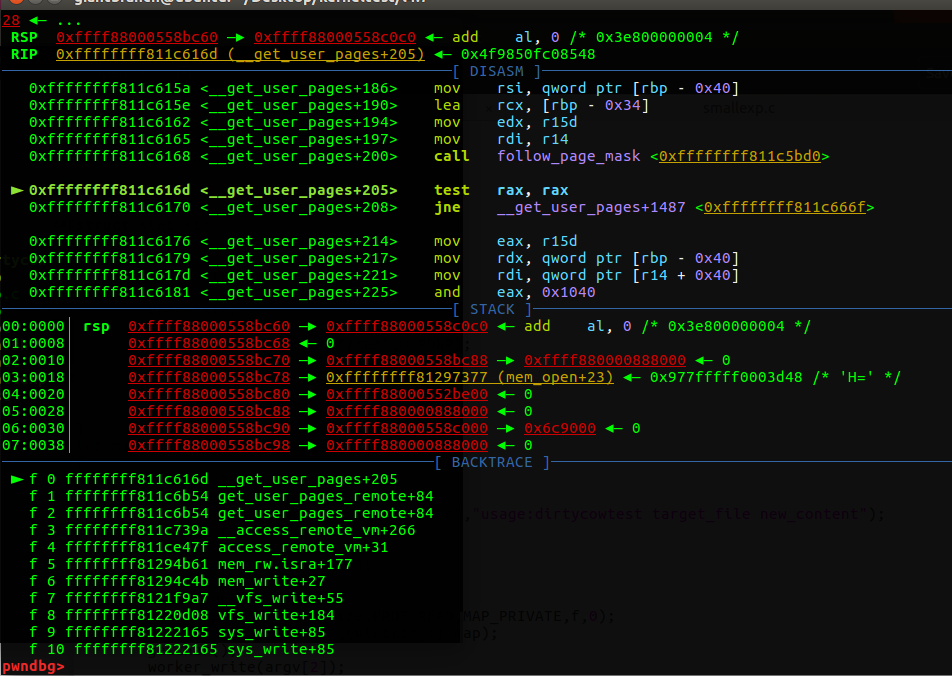 28 ← ...
RSP 0xffff88000558bc60 → 0xffff88000558c0c0 ← add al, 0 /* 0x3e800000004 */
RIP 0xffffffff811c616d (__get_user_pages+205) ← 0x4f9850fc08548
[ DISASM ]
0xffffffff811c615a <__get_user_pages+186> mov rsi, qword ptr [rbp - 0x40]
0xffffffff811c615e <__get_user_pages+190> lea rcx, [rbp - 0x34]
0xffffffff811c6162 <__get_user_pages+194> mov edx, r15d
0xffffffff811c6165 <__get_user_pages+197> mov rdi, r14
0xffffffff811c6168 <__get_user_pages+200> call follow_page_mask <0xffffffff811c5bd0>
► 0xffffffff811c616d <__get_user_pages+205> test rax, rax
0xffffffff811c6170 <__get_user_pages+208> jne __get_user_pages+1487 <0xffffffff811c666f>
0xffffffff811c6176 <__get_user_pages+214> mov eax, r15d
0xffffffff811c6179 <__get_user_pages+217> mov rdx, qword ptr [rbp - 0x40]
0xffffffff811c617d <__get_user_pages+221> mov rdi, qword ptr [r14 + 0x40]
0xffffffff811c6181 <__get_user_pages+225> and eax, 0x1040
[ STACK ]
00:0000│ rsp 0xffff88000558bc60 → 0xffff88000558c0c0 ← add al, 0 /* 0x3e800000004 */
01:0008│ 0xffff88000558bc68 ← 0
02:0010│ 0xffff88000558bc70 → 0xffff88000558bc88 → 0xffff880000888000 ← 0
03:0018│ 0xffff88000558bc78 → 0xffffffff81297377 (mem_open+23) ← 0x977fffff0003d48 /* 'H=' */
04:0020│ 0xffff88000558bc80 → 0xffff88000552be00 ← 0
05:0028│ 0xffff88000558bc88 → 0xffff880000888000 ← 0
06:0030│ 0xffff88000558bc90 → 0xffff88000558c000 → 0x6c9000 ← 0
07:0038│ 0xffff88000558bc98 → 0xffff880000888000 ← 0
[ BACKTRACE ]
► f 0 ffffffff811c616d __get_user_pages+205
f 1 ffffffff811c6b54 get_user_pages_remote+84
f 2 ffffffff811c6b54 get_user_pages_remote+84
f 3 ffffffff811c739a __access_remote_vm+266
f 4 ffffffff811ce47f access_remote_vm+31
f 5 ffffffff81294b61 mem_rw.isra+177
f 6 ffffffff81294c4b mem_write+27
f 7 ffffffff8121f9a7 __vfs_write+55
f 8 ffffffff81220d08 vfs_write+184
f 9 ffffffff81222165 sys_write+85
f 10 ffffffff81222165 sys_write+85
pwndbg>
smallexp.c
"usage:dirtycowtest target_file new_content");
MAP_PRIVATE,f,0);
ap);
worker_write(argv[2]);